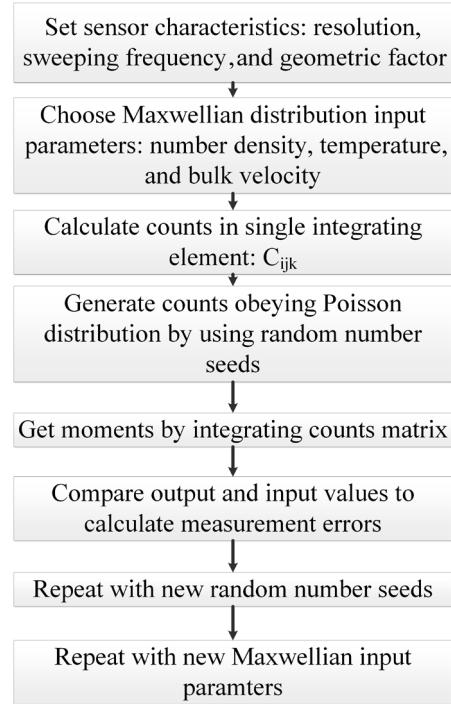 Set sensor characteristics: resolution,
sweeping frequency,and geometric factor
Choose Maxwellian distribution input
parameters: number density, temperature,
and bulk velocity
Calculate counts in single integrating
element: Cijk
Generate counts obeying Poisson
distribution by using random number
seeds
Get moments by integrating counts matrix
Compare output and input values to
calculate measurement errors
Repeat with new random number seeds
Repeat with new Maxwellian input
paramters